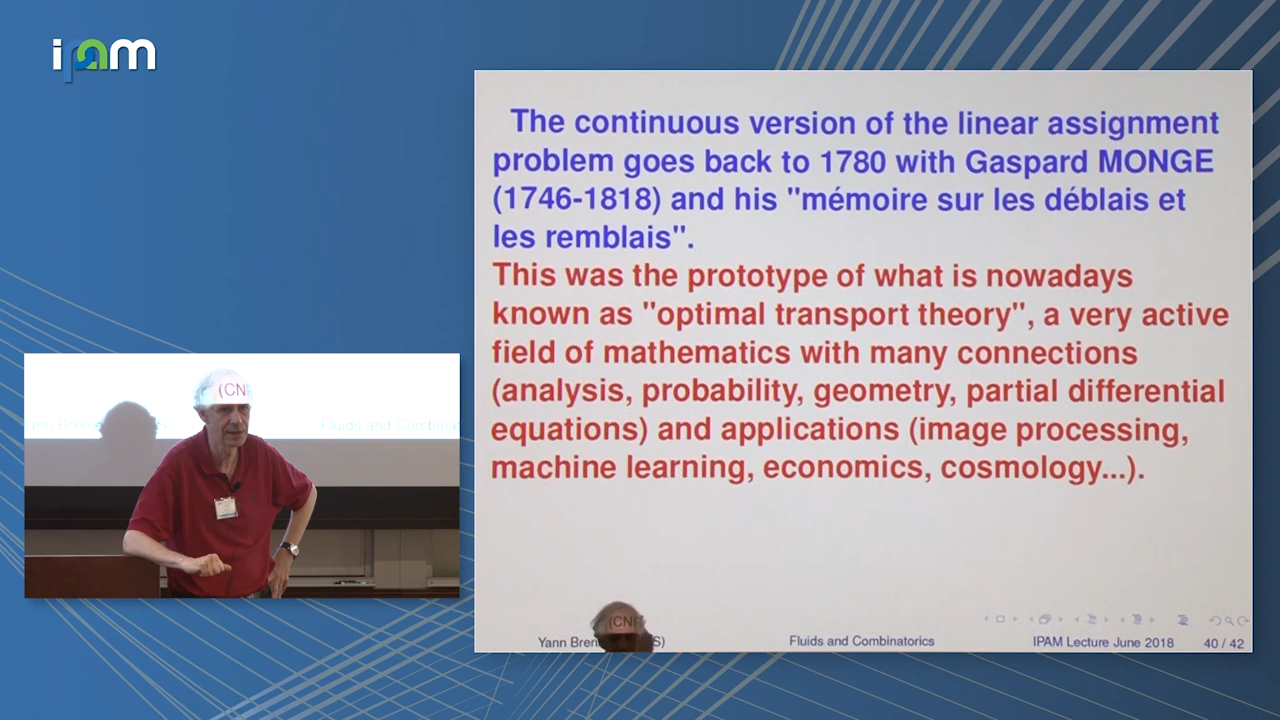 ipam
The continuous version of the linear assignment
problem goes back to 1780 with Gaspard MONGE
(1746-1818) and his "mémoire sur les déblais et
les remblais".
This was the prototype of what is nowadays
known as "optimal transport theory", a very active
field of mathematics with many connections
(analysis, probability, geometry, partial differential
equations) and applications (image processing,
machine learning, economics, cosmology...).
(CN
Fluids and Combinat
Yann Bren
(CNR
S)
Fluids and Combinatorics
IPAM Lecture June 2018
40 / 42